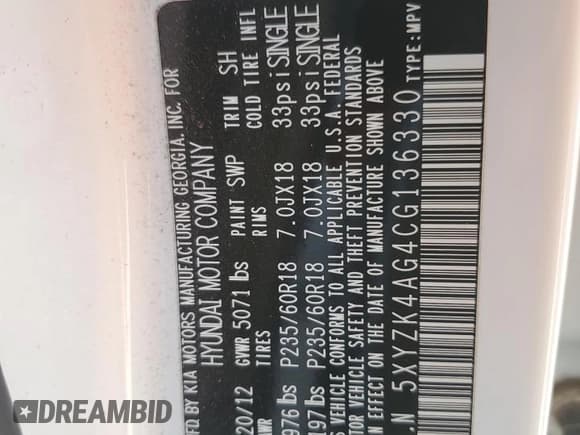 MFD BY KIA MOTORS MANUFACTURING GEORGIA, INC. FOR
HYUNDAI MOTOR COMPANY
20/12 GVWR 5071 lbs PAINT SWP TRIM SH
TIRES RIMS COLD TIRE INFL
976 lbs P235/60R18 7.0JX18 33psi SINGLE
197 lbs P235/60R18 7.0JX18 33psi SINGLE
VEHICLE CONFORMS TO ALL APPLICABLE U.S.A. FEDERAL
VEHICLE SAFETY AND THEFT PREVENTION STANDARDS
EFFECT ON THE DATE OF MANUFACTURE SHOWN ABOVE
5XYZK4AG4CG136330 TYPE:MPV
DREAMBID
dreambid.com